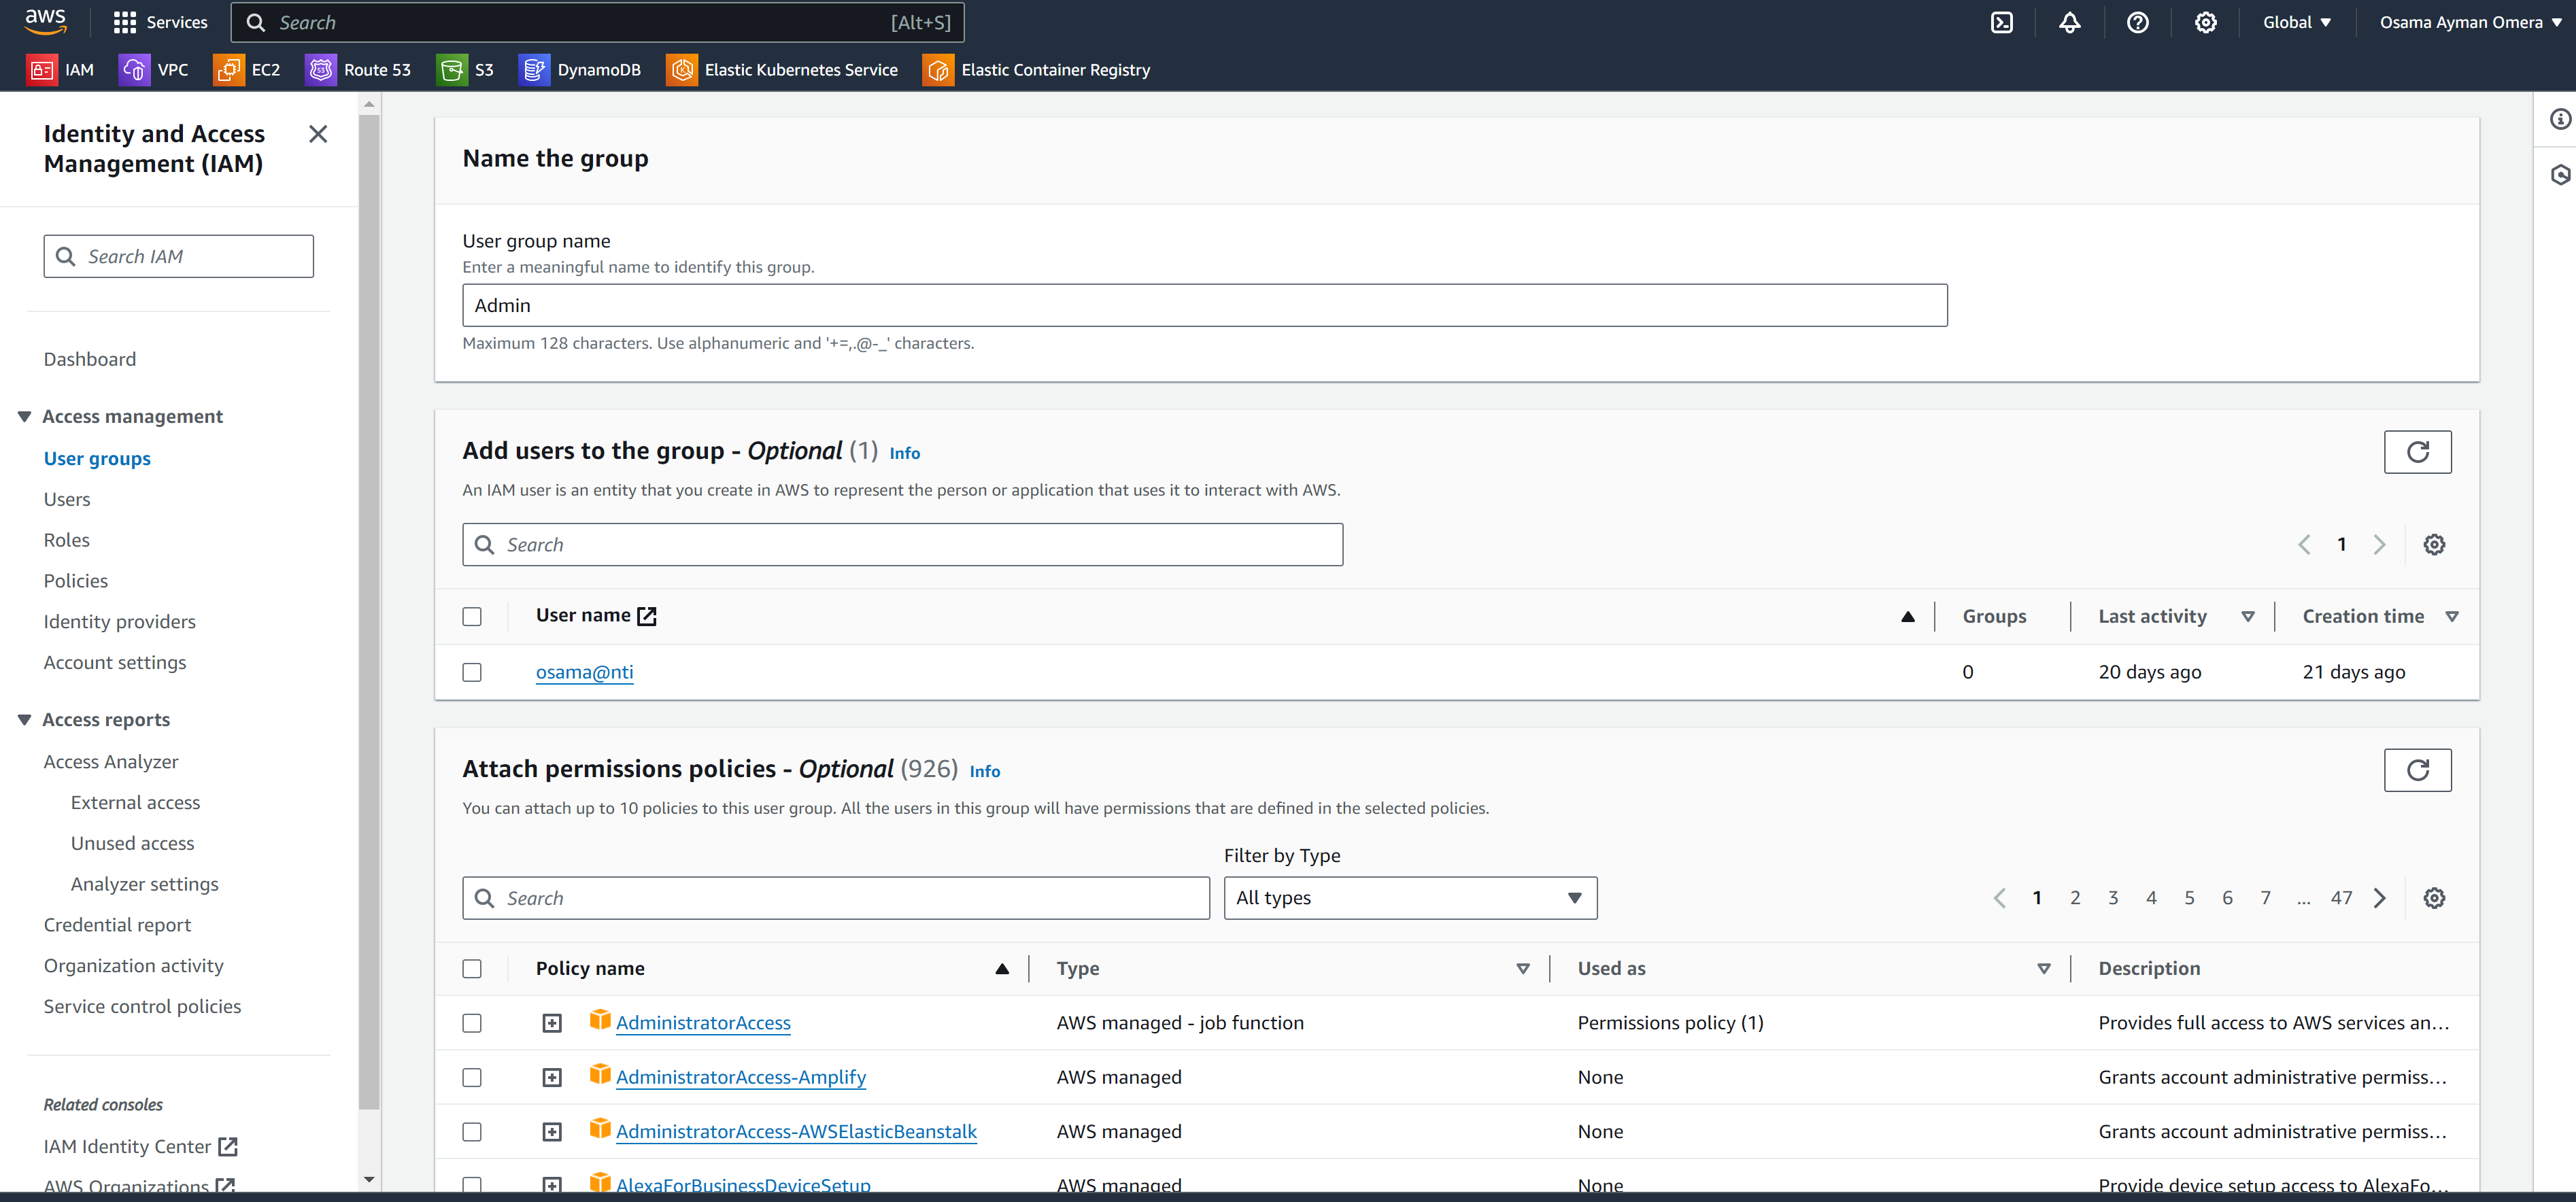 aws
Services
Search
[Alt+S]
Global
Osama Ayman Omera
IAM
VPC
EC2
Route 53
S3
DynamoDB
Elastic Kubernetes Service
Elastic Container Registry
Identity and Access
Management (IAM)
Search IAM
Dashboard
Access management
User groups
Users
Roles
Policies
Identity providers
Account settings
Access reports
Access Analyzer
External access
Unused access
Analyzer settings
Credential report
Organization activity
Service control policies
Related consoles
IAM Identity Center
AWS Organizations
Name the group
User group name
Enter a meaningful name to identify this group.
Admin
Maximum 128 characters. Use alphanumeric and '+=,.@-_' characters.
Add users to the group - Optional (1) Info
An IAM user is an entity that you create in AWS to represent the person or application that uses it to interact with AWS.
Search
1
User name Groups Last activity Creation time
osama@nti 0 20 days ago 21 days ago
Attach permissions policies - Optional (926) Info
You can attach up to 10 policies to this user group. All the users in this group will have permissions that are defined in the selected policies.
Filter by Type
Search
All types
1 2 3 4 5 6 7 ... 47
Policy name Type Used as Description
AdministratorAccess AWS managed - job function Permissions policy (1) Provides full access to AWS services an...
AdministratorAccess-Amplify AWS managed None Grants account administrative permiss...
AdministratorAccess-AWSElasticBeanstalk AWS managed None Grants account administrative permiss...
AlexaForBusinessDeviceSetup AWS managed None Provide device setup access to AlexaFo...